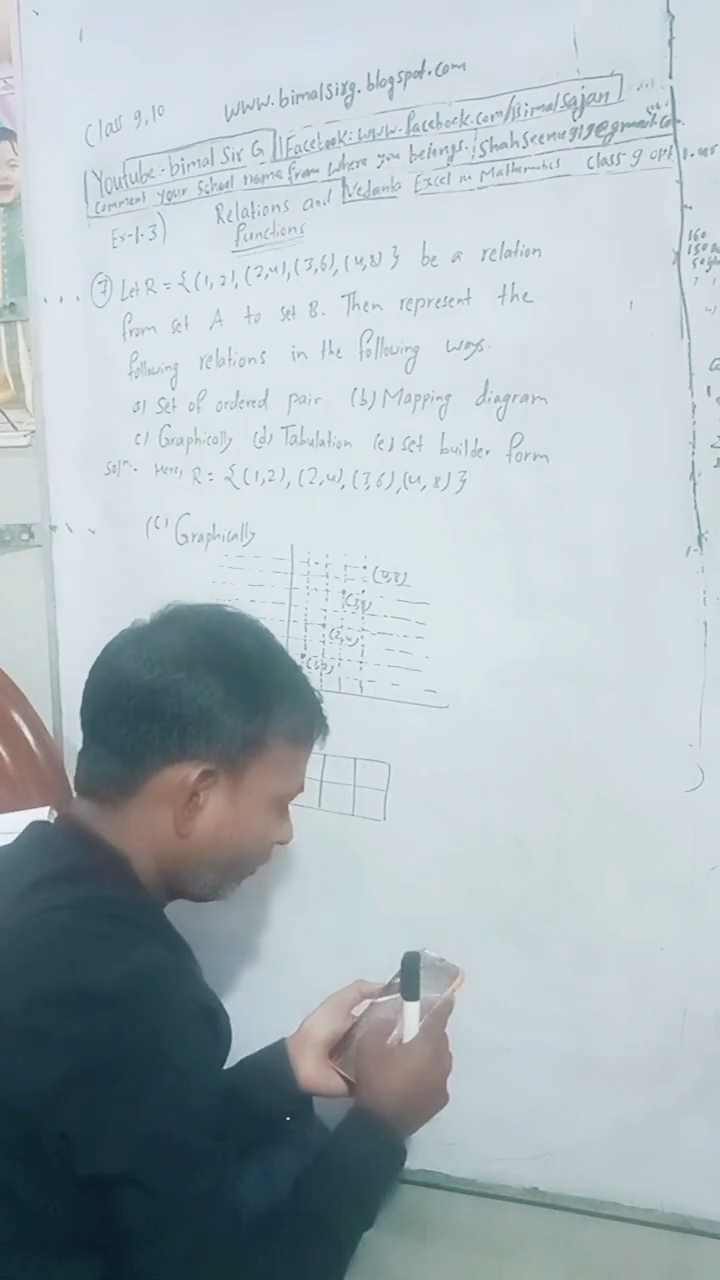 Class 9,10 www.bimalsirg.blogspot.com
Youtube:- bimal Sir G Facebook: www.facebook.com/bimalsajan
Comment your school name from where you belongs.
Relations and functions Vedanta Excel in Mathematics class 9 opt
Ex-1.3)
(7) Let R = {(1, 2), (2,4), (3,6), (4,8)} be a relation
from set A to set B. Then represent the
following relations in the following ways.
a) Set of ordered pair (b) Mapping diagram
c) Graphically (d) Tabulation (e) set builder form
Solⁿ. Here, R = {(1,2), (2,4), (3,6), (4, 8)}
(c) Graphically
(4,8)
(2,4)
(1,2)